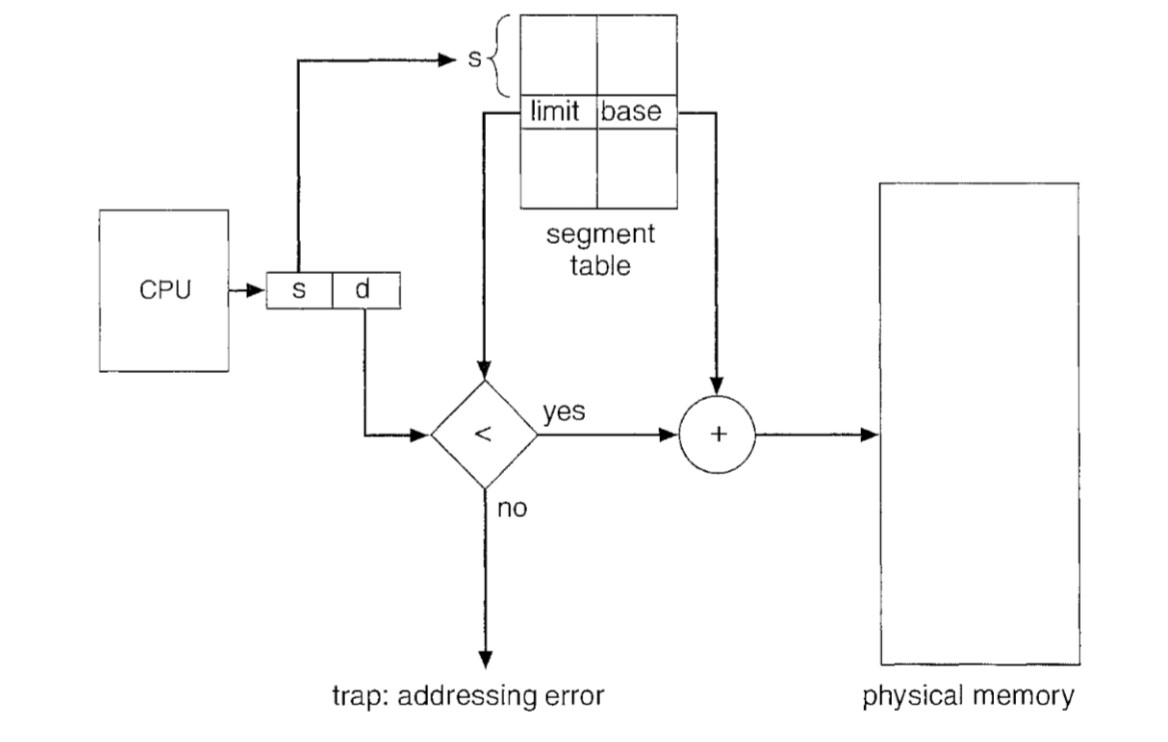 s
limit base
segment
table
CPU
s d
<
yes
+
no
trap: addressing error
physical memory